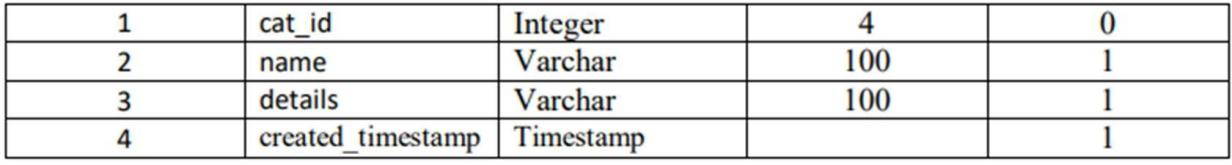 1 cat_id Integer 4 0
2 name Varchar 100 1
3 details Varchar 100 1
4 created_timestamp Timestamp 1